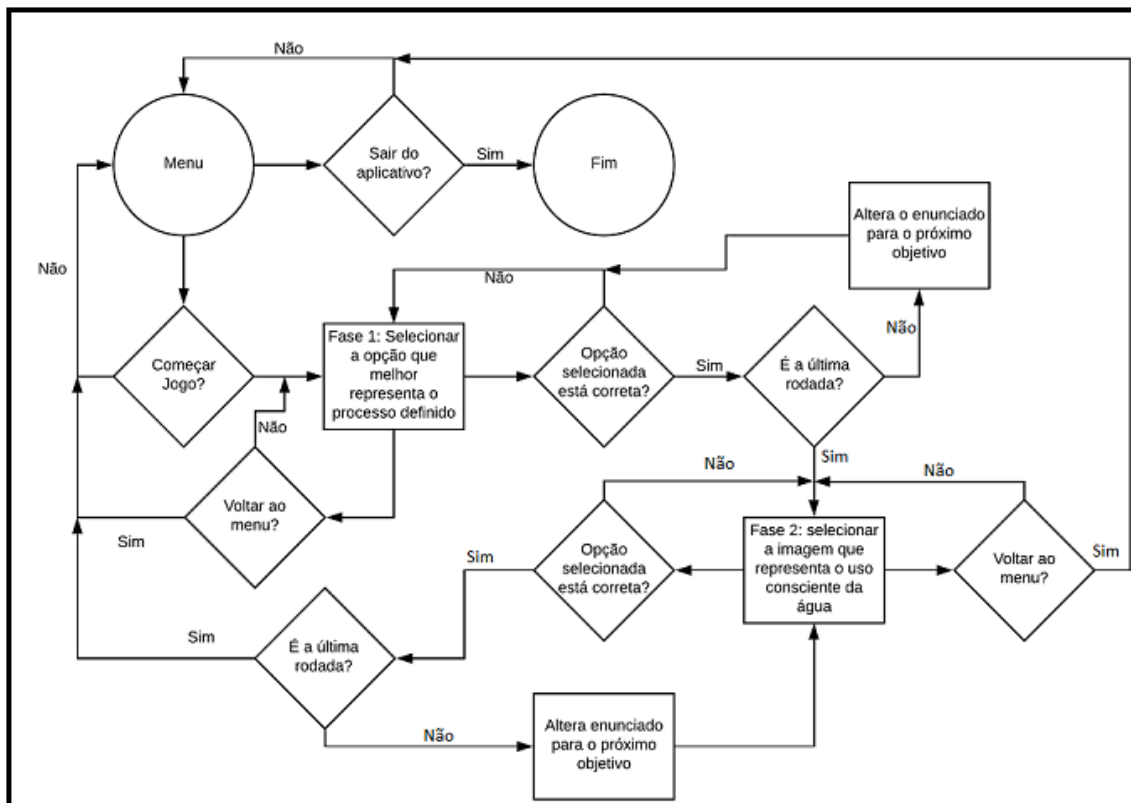 Não
Menu
Sair do
aplicativo?
Sim
Fim
Altera o enunciado
para o próximo
objetivo
Não
Não
Não
Começar
Jogo?
Fase 1: Selecionar
a opção que
melhor
representa o
processo definido
Opção
selecionada
está correta?
Sim
É a última
rodada?
Não
Voltar ao
menu?
Sim
Sim
Não
Não
Opção
selecionada
está correta?
Sim
Fase 2: selecionar
a imagem que
representa o uso
consciente da
água
Voltar ao
menu?
Sim
Sim
É a última
rodada?
Não
Altera enunciado
para o próximo
objetivo